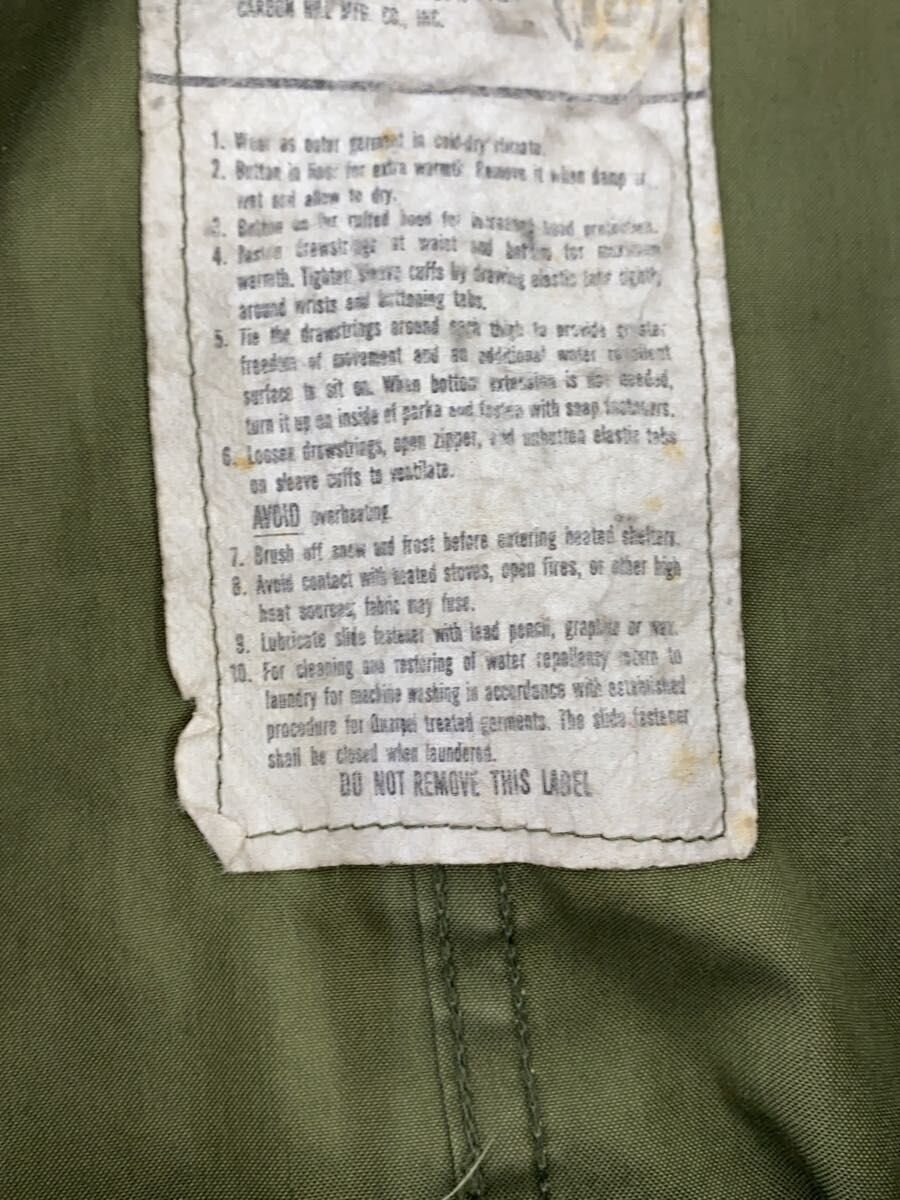 CARBON HILL MFG. CO., INC.
1. Wear as outer garment in cold-dry climate.
2. Button in liner for extra warmth. Remove it when damp or
wet and allow to dry.
3. Button on fur ruffed hood for increased head protection.
4. Fasten drawstrings at waist and bottom for maximum
warmth. Tighten sleeve cuffs by drawing elastic tabs tightly
around wrists and buttoning tabs.
5. Tie the drawstrings around each thigh to provide greater
freedom of movement and an additional water repellent
surface to sit on. When bottom extension is not needed,
turn it up on inside of parka and fasten with snap fasteners.
6. Loosen drawstrings, open zipper, and unbutton elastic tabs
on sleeve cuffs to ventilate.
AVOID overheating
7. Brush off snow and frost before entering heated shelters.
8. Avoid contact with heated stoves, open fires, or other high
heat sources; fabric may fuse.
9. Lubricate slide fastener with lead pencil, graphite or wax.
10. For cleaning and restoring of water repellency return to
laundry for machine washing in accordance with established
procedure for Quarpel treated garments. The slide fastener
shall be closed when laundered.
DO NOT REMOVE THIS LABEL